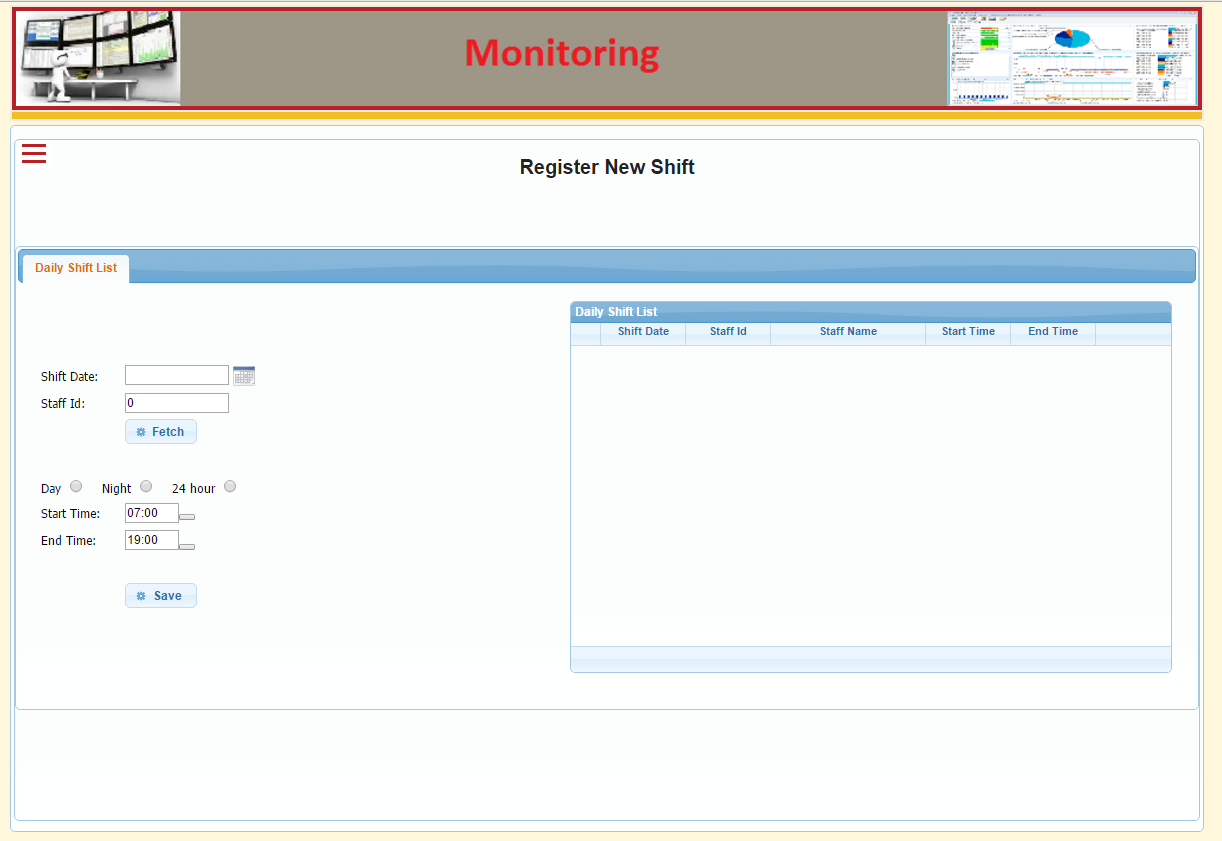 Monitoring
Register New Shift
Daily Shift List
Daily Shift List
Shift Date Staff Id Staff Name Start Time End Time
Shift Date:
Staff Id: 0
Fetch
Day Night 24 hour
Start Time: 07:00
End Time: 19:00
Save